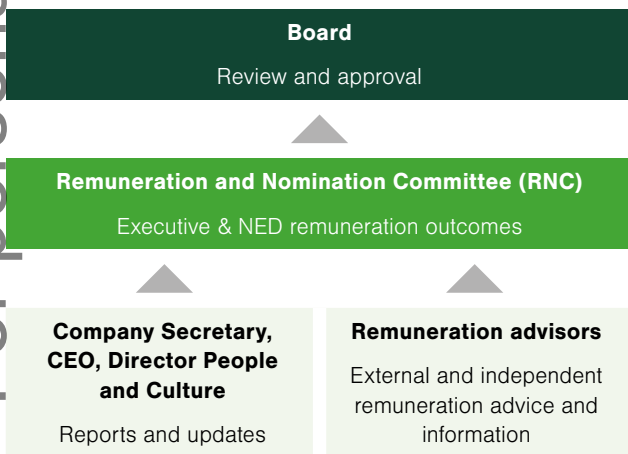 Board
Review and approval
Remuneration and Nomination Committee (RNC)
Executive & NED remuneration outcomes
Company Secretary,
CEO, Director People
and Culture
Reports and updates
Remuneration advisors
External and independent
remuneration advice and
information